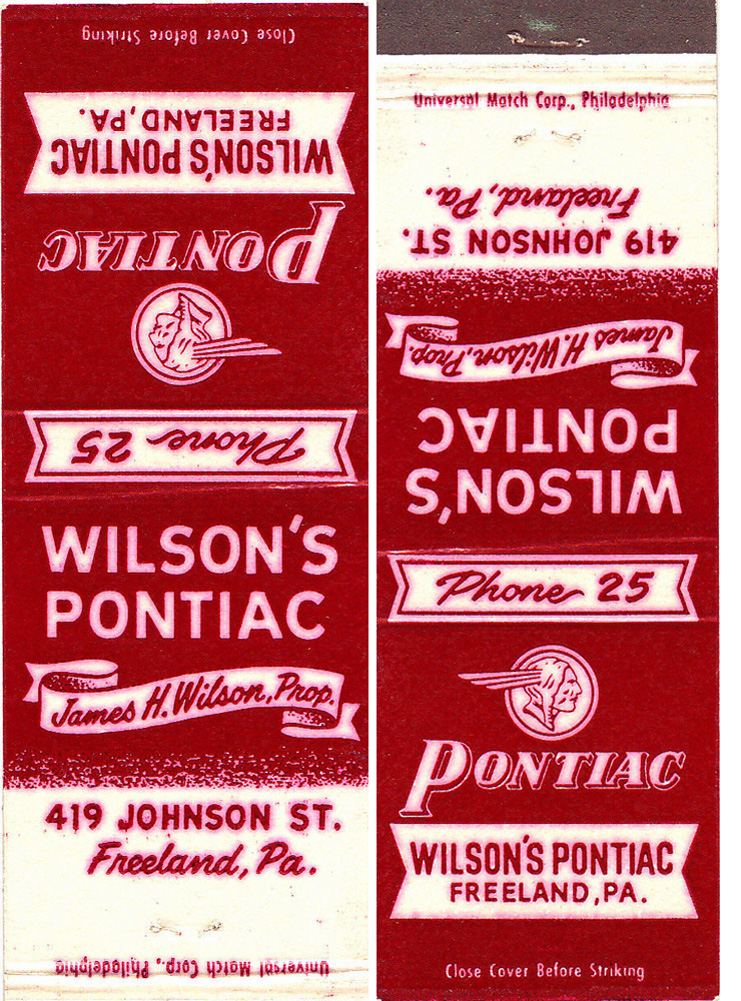 Close Cover Before Striking
WILSON'S PONTIAC
FREELAND, PA.
PONTIAC
Phone 25
WILSON'S
PONTIAC
James H. Wilson, Prop.
419 JOHNSON ST.
Freeland, Pa.
Universal Match Corp., Philadelphia
Universal Match Corp., Philadelphia
419 JOHNSON ST.
Freeland, Pa.
James H. Wilson, Prop.
WILSON'S
PONTIAC
Phone 25
PONTIAC
WILSON'S PONTIAC
FREELAND, PA.
Close Cover Before Striking